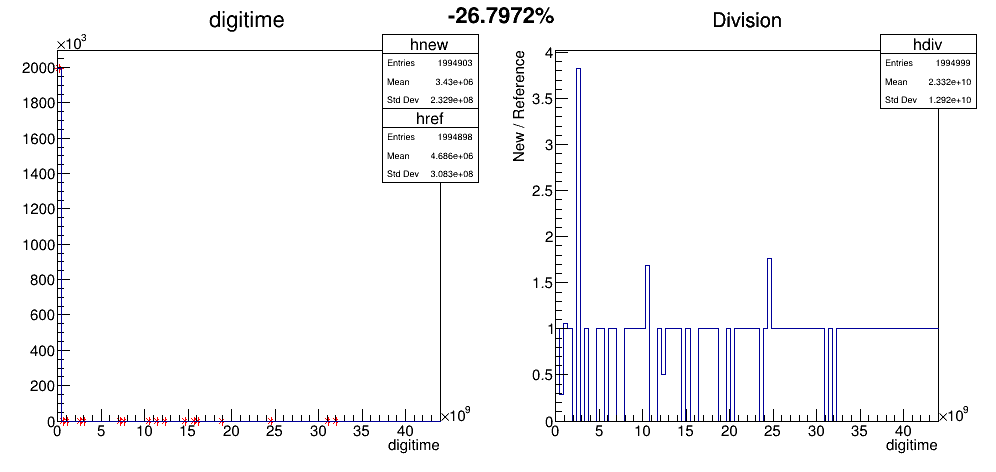 -26.7972%
digitime
×10³
hnew
Entries 1994903
Mean 3.43e+06
Std Dev 2.329e+08
href
Entries 1994898
Mean 4.686e+06
Std Dev 3.083e+08
2000
1800
1600
1400
1200
1000
800
600
400
200
0
0 5 10 15 20 25 30 35 40
×10⁹
digitime
Division
hdiv
Entries 1994999
Mean 2.332e+10
Std Dev 1.292e+10
New / Reference
4
3.5
3
2.5
2
1.5
1
0.5
0
0 5 10 15 20 25 30 35 40
×10⁹
digitime